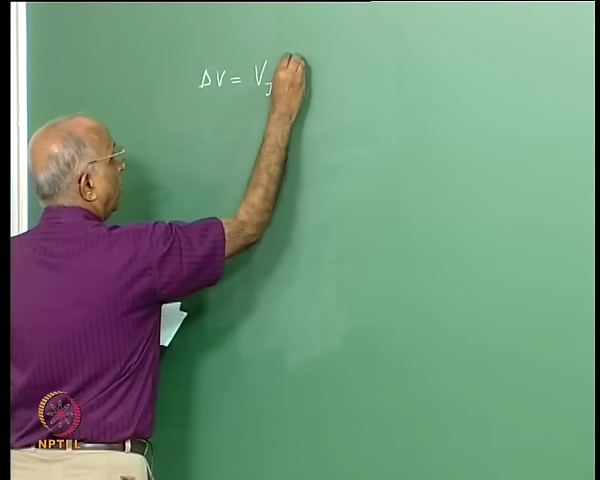 ΔV = V_J
NPTEL